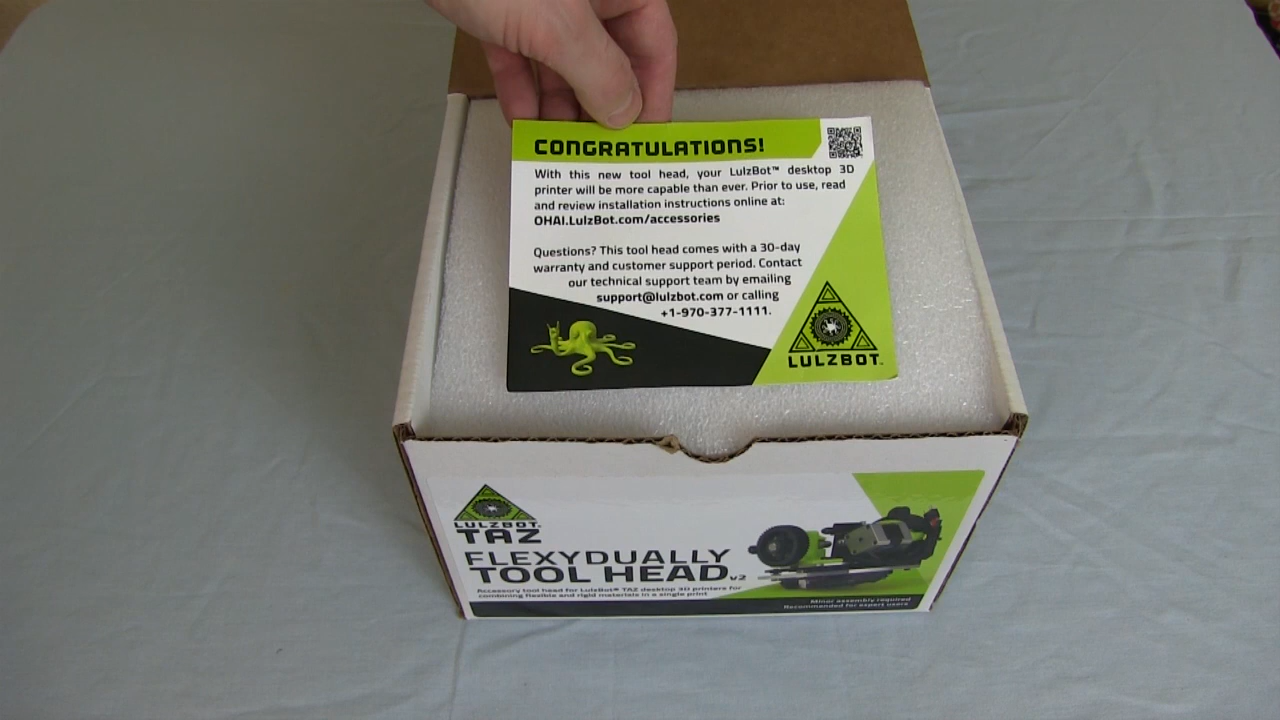 CONGRATULATIONS!
With this new tool head, your LulzBot™ desktop 3D
printer will be more capable than ever. Prior to use, read
and review installation instructions online at:
OHAI.LulzBot.com/accessories
Questions? This tool head comes with a 30-day
warranty and customer support period. Contact
our technical support team by emailing
support@lulzbot.com or calling
+1-970-377-1111.
LULZBOT™
LULZBOT
TAZ
FLEXYDUALLY
TOOL HEAD v2
Accessory tool head for LulzBot® TAZ desktop 3D printers for
combining flexible and rigid materials in a single print
Minor assembly required
Recommended for expert users